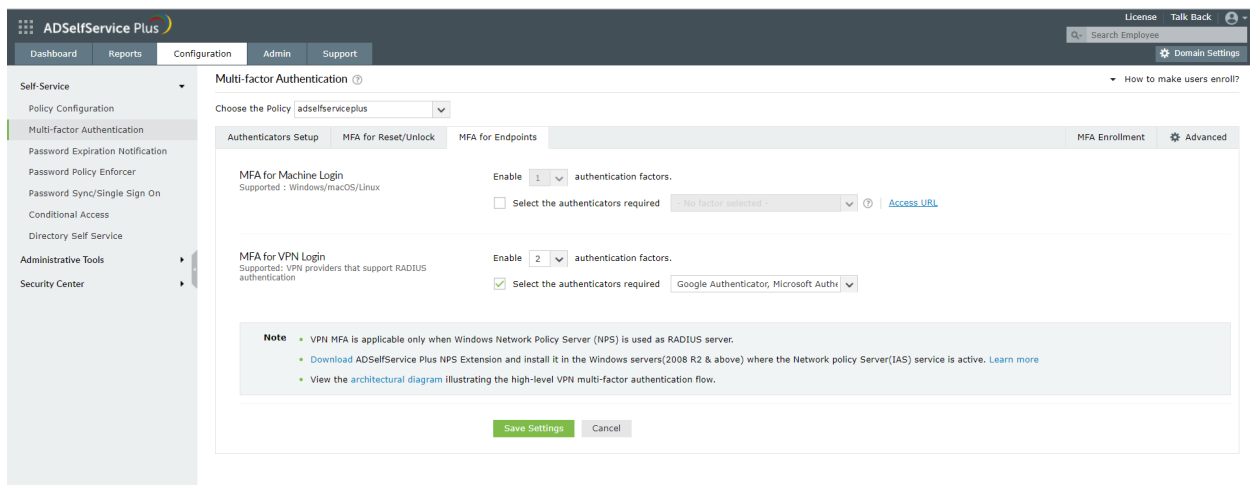 License | Talk Back
ADSelfService Plus
Search Employee
Dashboard Reports Configuration Admin Support
Domain Settings
Self-Service
Policy Configuration
Multi-factor Authentication
Password Expiration Notification
Password Policy Enforcer
Password Sync/Single Sign On
Conditional Access
Directory Self Service
Administrative Tools
Security Center
Multi-factor Authentication ?
How to make users enroll?
Choose the Policy adselfserviceplus
Authenticators Setup MFA for Reset/Unlock MFA for Endpoints MFA Enrollment Advanced
MFA for Machine Login
Supported : Windows/macOS/Linux
Enable 1 authentication factors.
Select the authenticators required - No factor selected - ? | Access URL
MFA for VPN Login
Supported: VPN providers that support RADIUS
authentication
Enable 2 authentication factors.
Select the authenticators required Google Authenticator, Microsoft Authe
Note • VPN MFA is applicable only when Windows Network Policy Server (NPS) is used as RADIUS server.
• Download ADSelfService Plus NPS Extension and install it in the Windows servers(2008 R2 & above) where the Network policy Server(IAS) service is active. Learn more
• View the architectural diagram illustrating the high-level VPN multi-factor authentication flow.
Save Settings Cancel